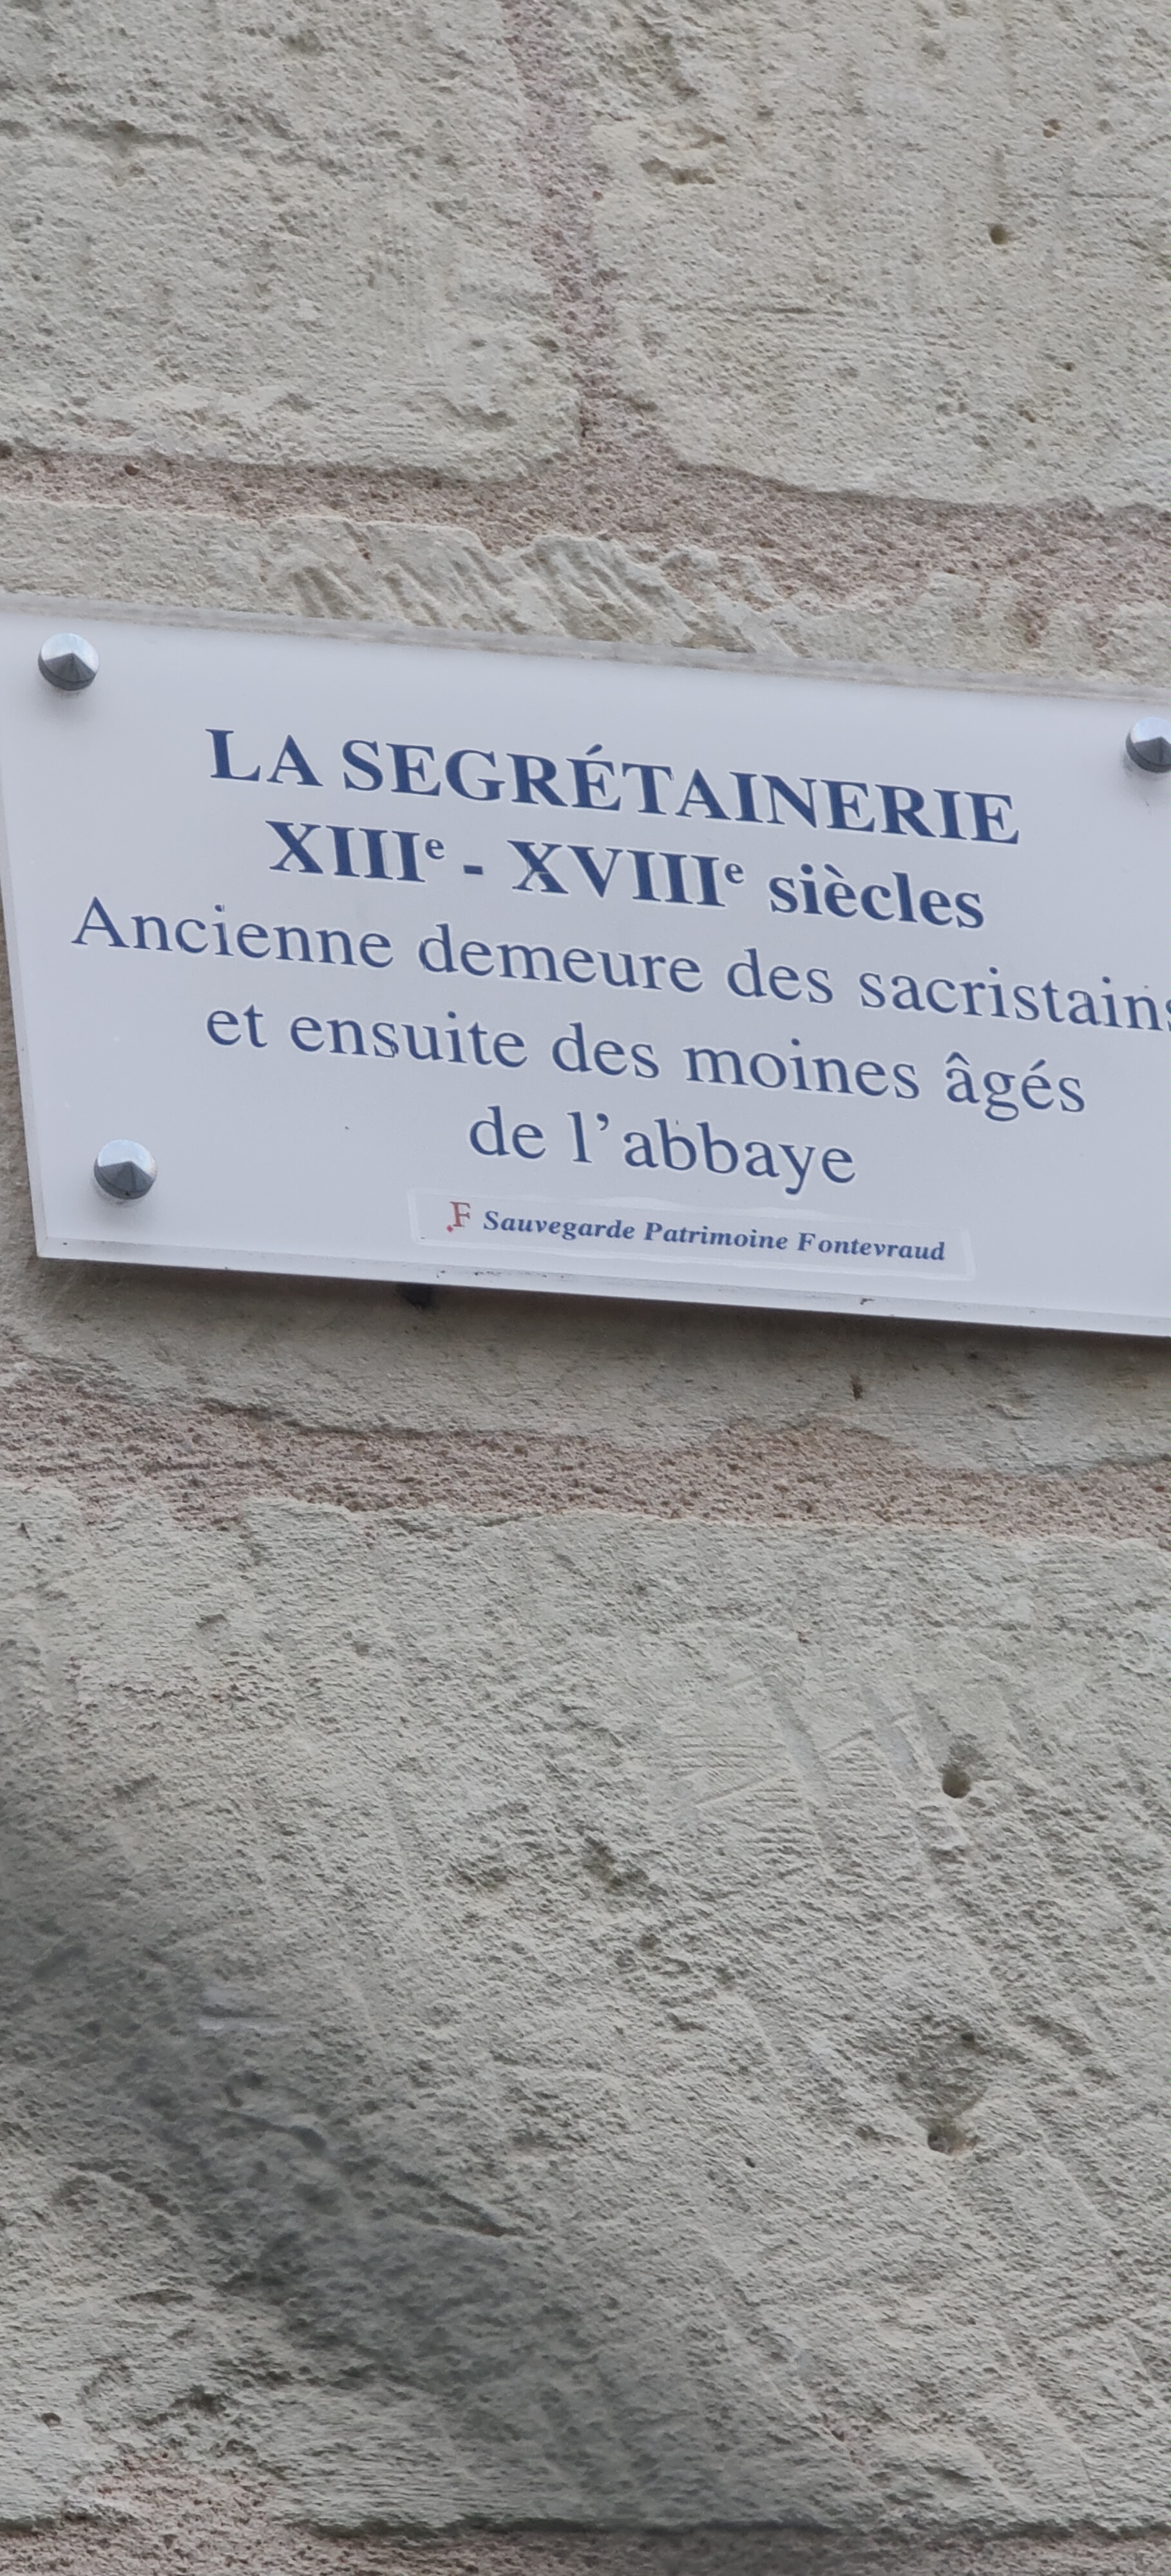 LA SEGRÉTAINERIE
XIIIᵉ - XVIIIᵉ siècles
Ancienne demeure des sacristains
et ensuite des moines âgés
de l’abbaye
F Sauvegarde Patrimoine Fontevraud